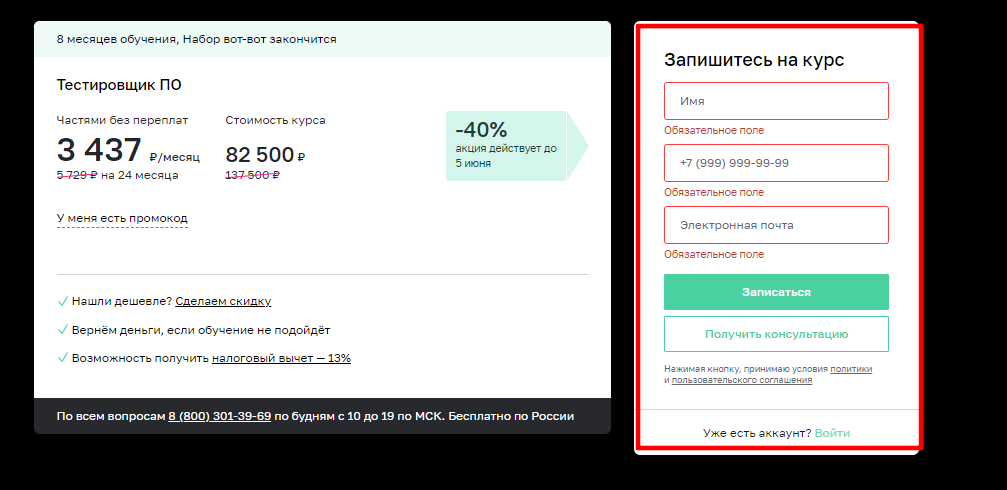 8 месяцев обучения, Набор вот-вот закончится
Тестировщик ПО
Частями без переплат
3 437 ₽/месяц
5 729 ₽ на 24 месяца
Стоимость курса
82 500 ₽
137 500 ₽
-40%
акция действует до
5 июня
У меня есть промокод
Нашли дешевле? Сделаем скидку
Вернём деньги, если обучение не подойдёт
Возможность получить налоговый вычет — 13%
По всем вопросам 8 (800) 301-39-69 по будням с 10 до 19 по МСК. Бесплатно по России
Запишитесь на курс
Имя
Обязательное поле
+7 (999) 999-99-99
Обязательное поле
Электронная почта
Обязательное поле
Записаться
Получить консультацию
Нажимая кнопку, принимаю условия политики
и пользовательского соглашения
Уже есть аккаунт? Войти